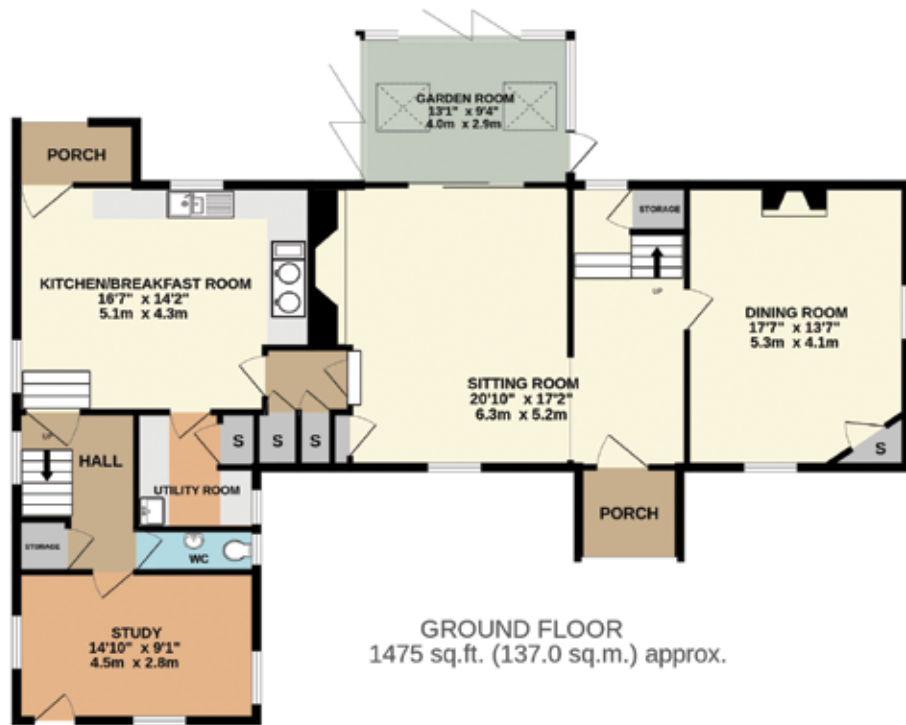 GARDEN ROOM
13'1" x 9'4"
4.0m x 2.9m
PORCH
STORAGE
KITCHEN/BREAKFAST ROOM
16'7" x 14'2"
5.1m x 4.3m
UP
DINING ROOM
17'7" x 13'7"
5.3m x 4.1m
SITTING ROOM
20'10" x 17'2"
6.3m x 5.2m
UP
HALL
S
S
S
S
UTILITY ROOM
PORCH
STORAGE
WC
STUDY
14'10" x 9'1"
4.5m x 2.8m
GROUND FLOOR
1475 sq.ft. (137.0 sq.m.) approx.